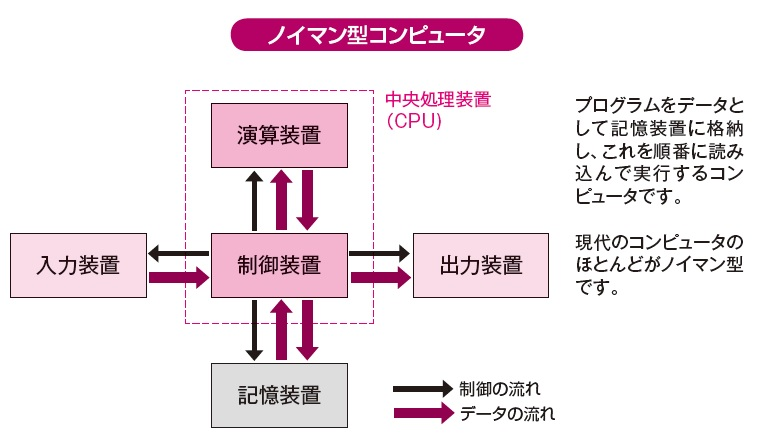 ノイマン型コンピュータ
中央処理装置
（CPU)
演算装置
入力装置
制御装置
出力装置
記憶装置
制御の流れ
データの流れ
プログラムをデータと
して記憶装置に格納
し、これを順番に読み
込んで実行するコン
ピュータです。
現代のコンピュータの
ほとんどがノイマン型
です。